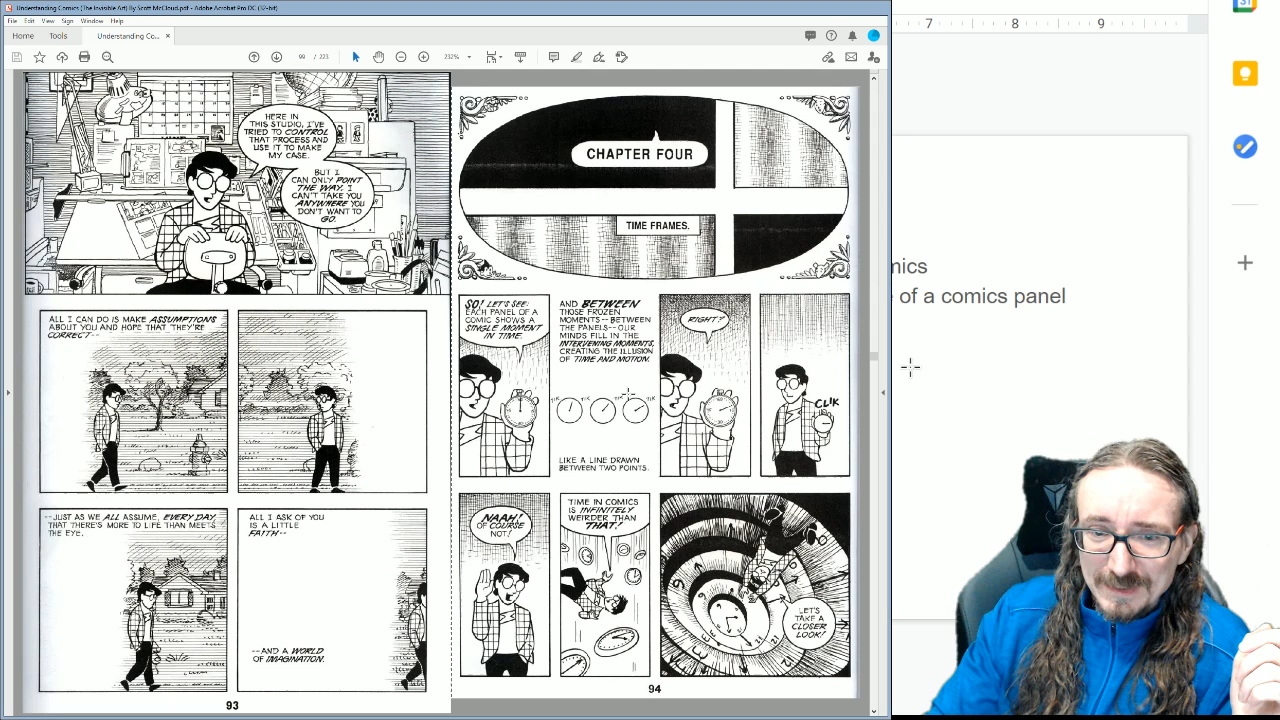 Understanding Comics (The Invisible Art) By Scott McCloud.pdf - Adobe Acrobat Pro DC (32-bit)
File Edit View Sign Window Help
Home Tools Understanding Co... ×
99 / 223 232%
7 8 9
31
HERE IN
THIS STUDIO, I'VE
TRIED TO CONTROL
THAT PROCESS AND
USE IT TO MAKE
MY CASE.
BUT I
CAN ONLY POINT
THE WAY. I
CAN'T TAKE YOU
ANYWHERE YOU
DON'T WANT TO
GO.
ALL I CAN DO IS MAKE ASSUMPTIONS
ABOUT YOU AND HOPE THAT THEY'RE
CORRECT--
--JUST AS WE ALL ASSUME, EVERY DAY,
THAT THERE'S MORE TO LIFE THAN MEETS
THE EYE.
ALL I ASK OF YOU
IS A LITTLE
FAITH--
--AND A WORLD
OF IMAGINATION.
93
CHAPTER FOUR
TIME FRAMES.
SO! LET'S SEE:
EACH PANEL OF A
COMIC SHOWS A
SINGLE MOMENT
IN TIME.
AND BETWEEN
THOSE FROZEN
MOMENTS--BETWEEN
THE PANELS--OUR
MINDS FILL IN THE
INTERVENING MOMENTS,
CREATING THE ILLUSION
OF TIME AND MOTION.
LIKE A LINE DRAWN
BETWEEN TWO POINTS.
RIGHT?
CLIK
NAAH!
OF COURSE
NOT!
TIME IN COMICS
IS INFINITELY
WEIRDER THAN
THAT!
LET'S
TAKE A
CLOSER
LOOK!
94
mics
of a comics panel